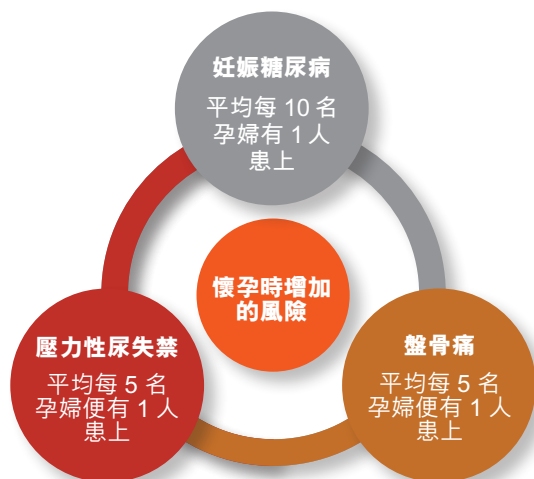 妊娠糖尿病
平均每 10 名
孕婦有 1 人
患上
懷孕時增加
的風險
壓力性尿失禁
平均每 5 名
孕婦便有 1 人
患上
盤骨痛
平均每 5 名
孕婦便有 1 人
患上